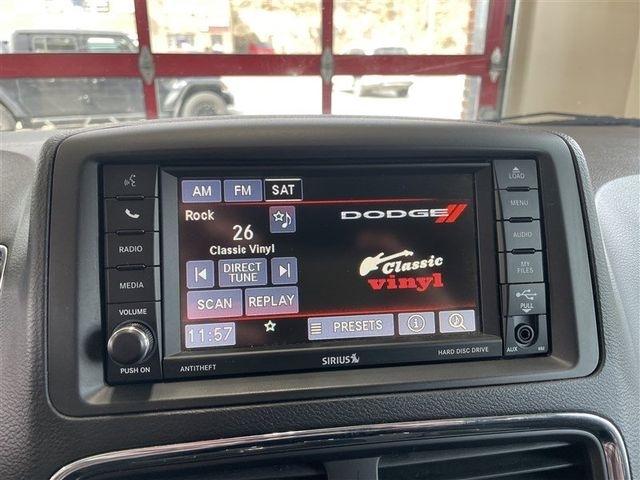 LOAD
AM FM SAT
MENU
Rock
DODGE
26
RADIO
AUDIO
Classic Vinyl
Classic
vinyl
DIRECT
TUNE
MY
FILES
MEDIA
SCAN REPLAY
PULL
VOLUME
11:57
PRESETS
PUSH ON
AUX
ANTITHEFT
SIRIUS
HARD DISC DRIVE